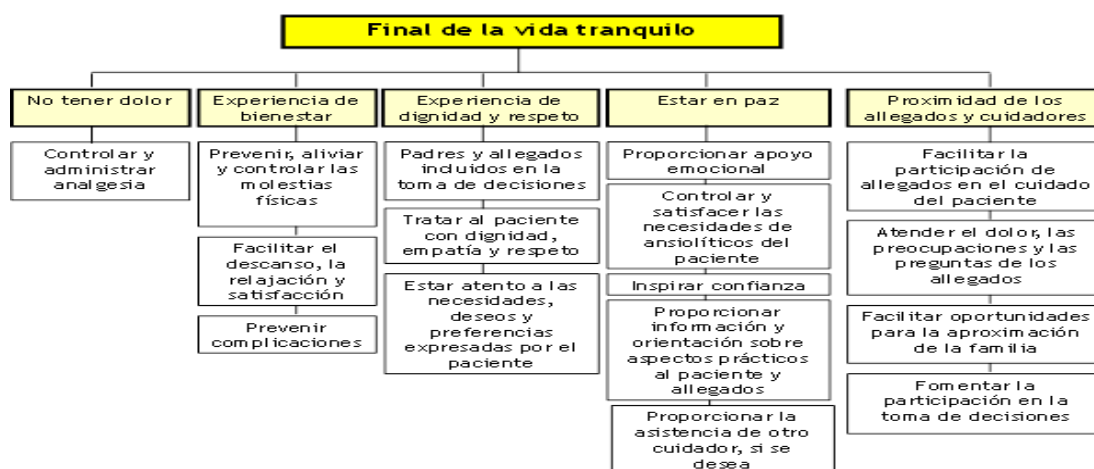 Final de la vida tranquilo
No tener dolor
Controlar y
administrar
analgesia
Experiencia de
bienestar
Prevenir, aliviar
y controlar las
molestias
físicas
Facilitar el
descanso, la
relajación y
satisfacción
Prevenir
complicaciones
Experiencia de
dignidad y respeto
Padres y allegados
incluidos en la
toma de decisiones
Tratar al paciente
con dignidad,
empatía y respeto
Estar atento a las
necesidades,
deseos y
preferencias
expresadas por el
paciente
Estar en paz
Proporcionar apoyo
emocional
Controlar y
satisfacer las
necesidades de
ansiolíticos del
paciente
Inspirar confianza
Proporcionar
información y
orientación sobre
aspectos prácticos
al paciente y
allegados
Proporcionar la
asistencia de otro
cuidador, si se
desea
Proximidad de los
allegados y cuidadores
Facilitar la
participación de
allegados en el cuidado
del paciente
Atender el dolor, las
preocupaciones y las
preguntas de los
allegados
Facilitar oportunidades
para la aproximación
de la familia
Fomentar la
participación en la
toma de decisiones